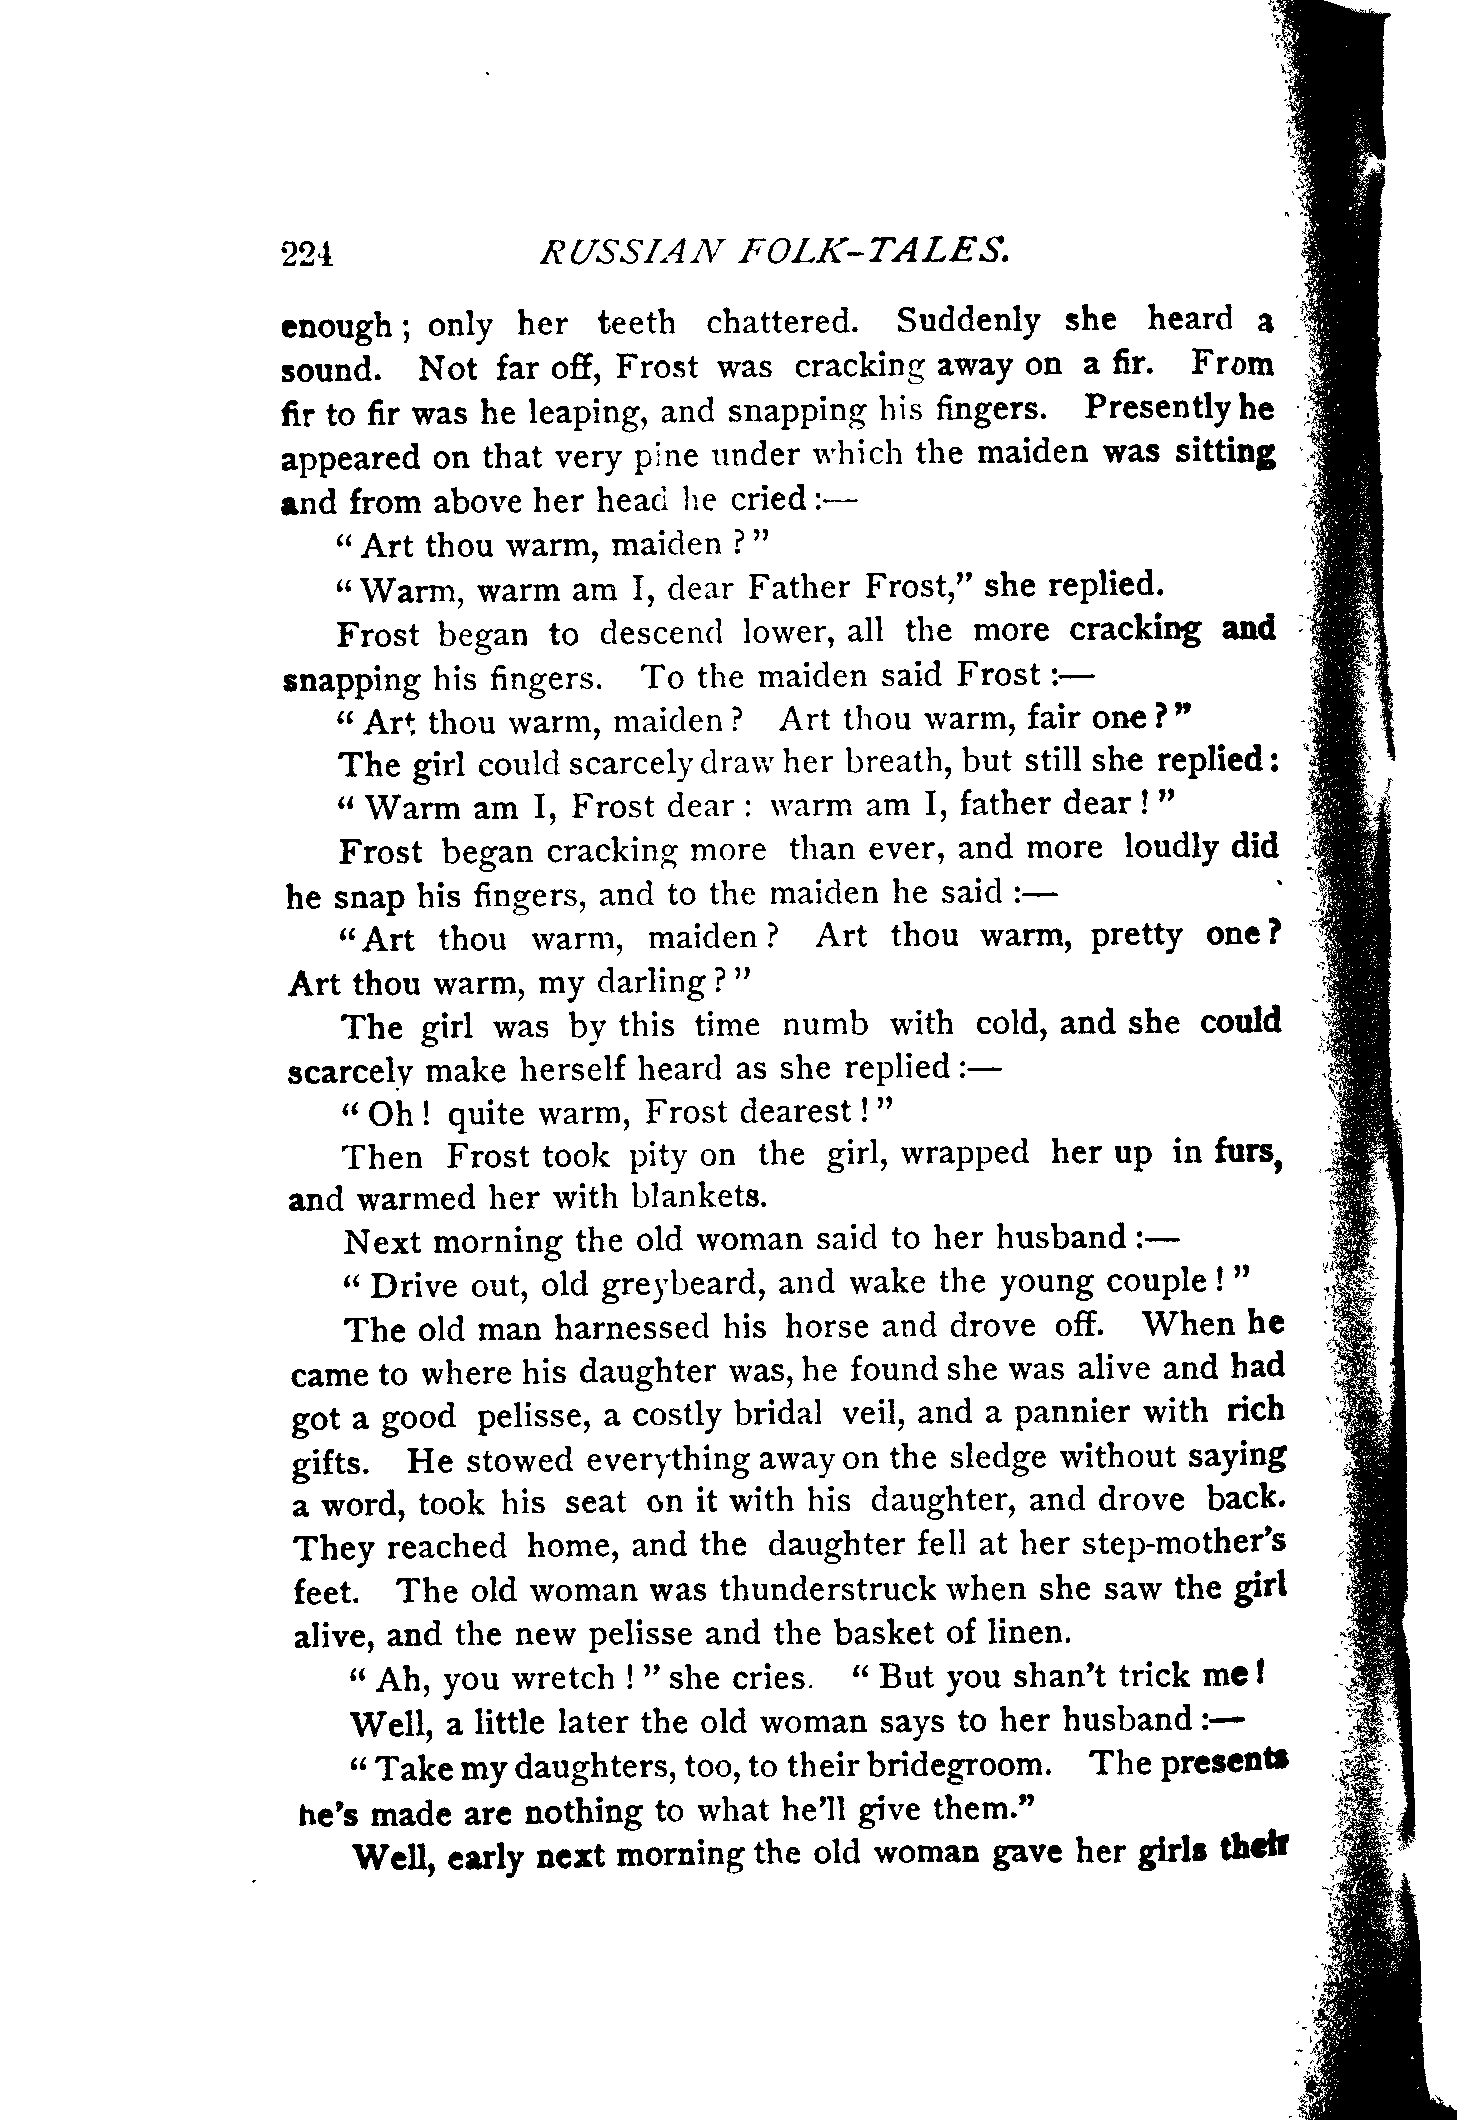 224 RUSSIAN FOLK-TALES.
enough ; only her teeth chattered. Suddenly she heard a
sound. Not far off, Frost was cracking away on a fir. From
fir to fir was he leaping, and snapping his fingers. Presently he
appeared on that very pine under which the maiden was sitting
and from above her head he cried :—
“ Art thou warm, maiden ? ”
“ Warm, warm am I, dear Father Frost,” she replied.
Frost began to descend lower, all the more cracking and
snapping his fingers. To the maiden said Frost :—
“ Art thou warm, maiden ? Art thou warm, fair one ? ”
The girl could scarcely draw her breath, but still she replied :
“ Warm am I, Frost dear : warm am I, father dear ! ”
Frost began cracking more than ever, and more loudly did
he snap his fingers, and to the maiden he said :—
“ Art thou warm, maiden ? Art thou warm, pretty one ?
Art thou warm, my darling ? ”
The girl was by this time numb with cold, and she could
scarcely make herself heard as she replied :—
“ Oh ! quite warm, Frost dearest ! ”
Then Frost took pity on the girl, wrapped her up in furs,
and warmed her with blankets.
Next morning the old woman said to her husband :—
“ Drive out, old greybeard, and wake the young couple ! ”
The old man harnessed his horse and drove off. When he
came to where his daughter was, he found she was alive and had
got a good pelisse, a costly bridal veil, and a pannier with rich
gifts. He stowed everything away on the sledge without saying
a word, took his seat on it with his daughter, and drove back.
They reached home, and the daughter fell at her step-mother’s
feet. The old woman was thunderstruck when she saw the girl
alive, and the new pelisse and the basket of linen.
“ Ah, you wretch ! ” she cries. “ But you shan’t trick me !
Well, a little later the old woman says to her husband :—
“ Take my daughters, too, to their bridegroom. The presents
he’s made are nothing to what he’ll give them.”
Well, early next morning the old woman gave her girls their